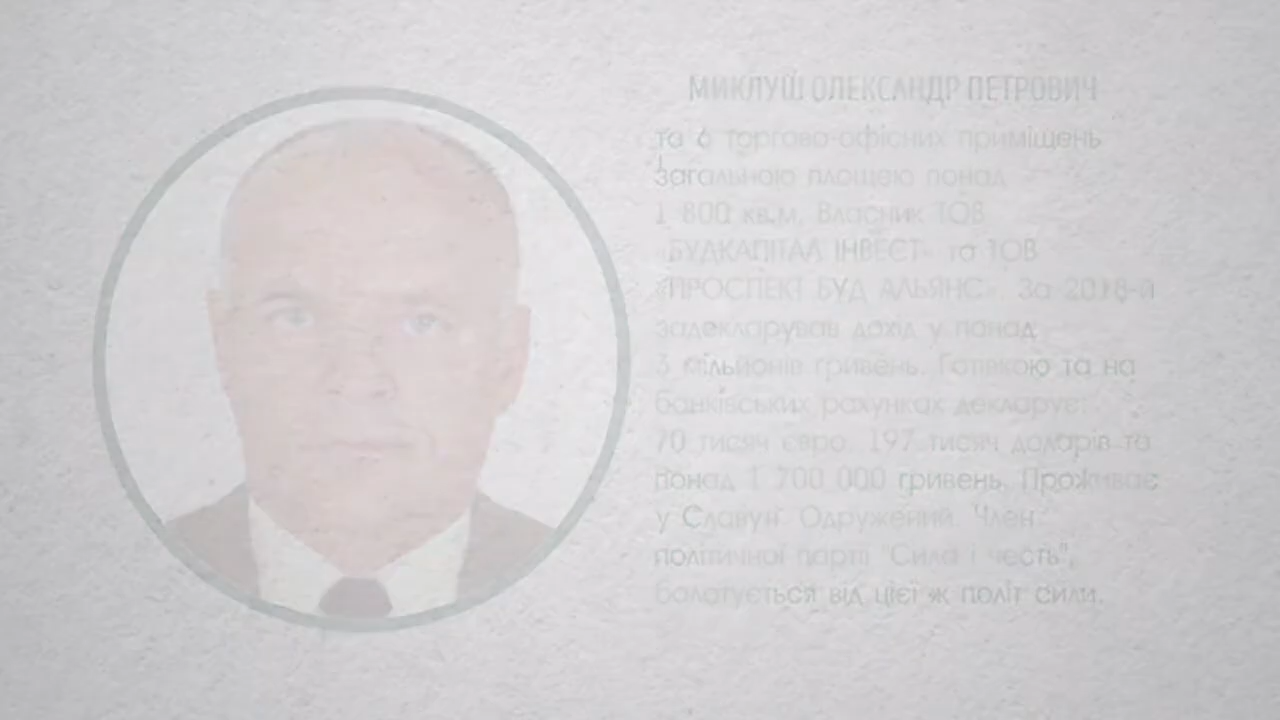 МИКЛУШ ОЛЕКСАНДР ПЕТРОВИЧ
та 6 торгово-офісних приміщень
загальною площею понад
1 800 кв.м. Власник ТОВ
«БУДКАПІТАЛ ІНВЕСТ» та ТОВ
«ПРОСПЕКТ БУД АЛЬЯНС». За 2018-й
задекларував дохід у понад
3 мільйонів гривень. Готівкою та на
банківських рахунках декларує:
70 тисяч євро, 197 тисяч доларів та
понад 1 700 000 гривень. Проживає
у Славуті. Одружений. Член
політичної партії "Сила і честь",
балотується від цієї ж політ сили.